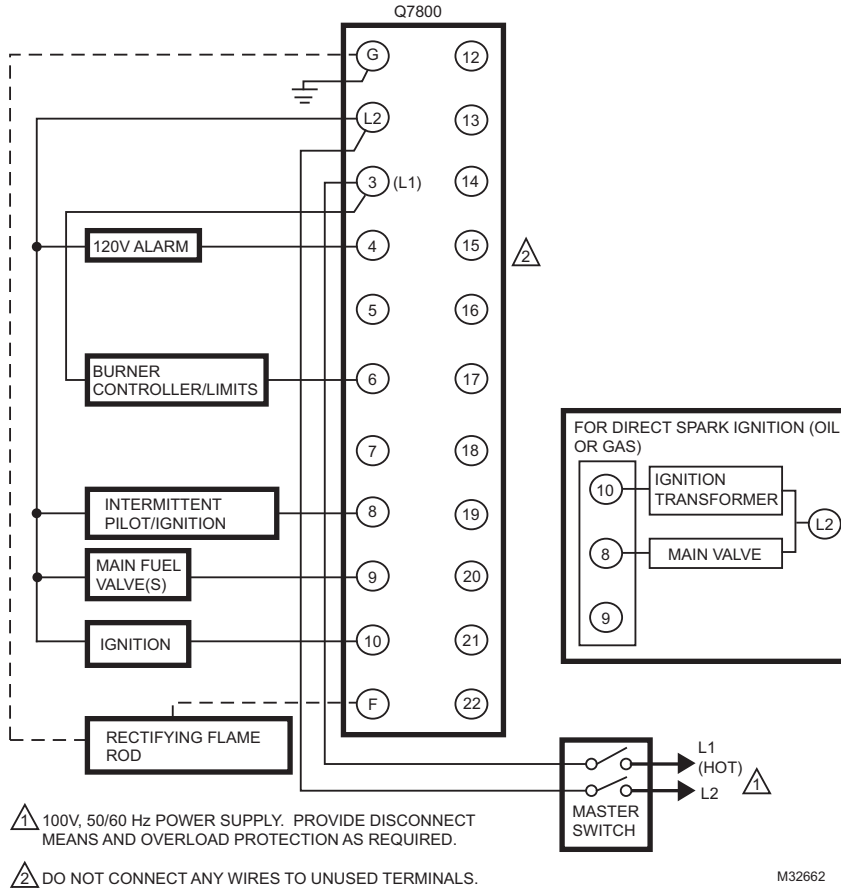 Q7800
G
12
L2
13
3
(L1)
14
120V ALARM
4
15
2
5
16
BURNER
CONTROLLER/LIMITS
6
17
7
18
INTERMITTENT
PILOT/IGNITION
8
19
MAIN FUEL
VALVE(S)
9
20
IGNITION
10
21
F
22
RECTIFYING FLAME
ROD
FOR DIRECT SPARK IGNITION (OIL
OR GAS)
10
IGNITION
TRANSFORMER
L2
8
MAIN VALVE
9
L1
(HOT)
L2
1
MASTER
SWITCH
1 100V, 50/60 Hz POWER SUPPLY. PROVIDE DISCONNECT
MEANS AND OVERLOAD PROTECTION AS REQUIRED.
2 DO NOT CONNECT ANY WIRES TO UNUSED TERMINALS.
M32662